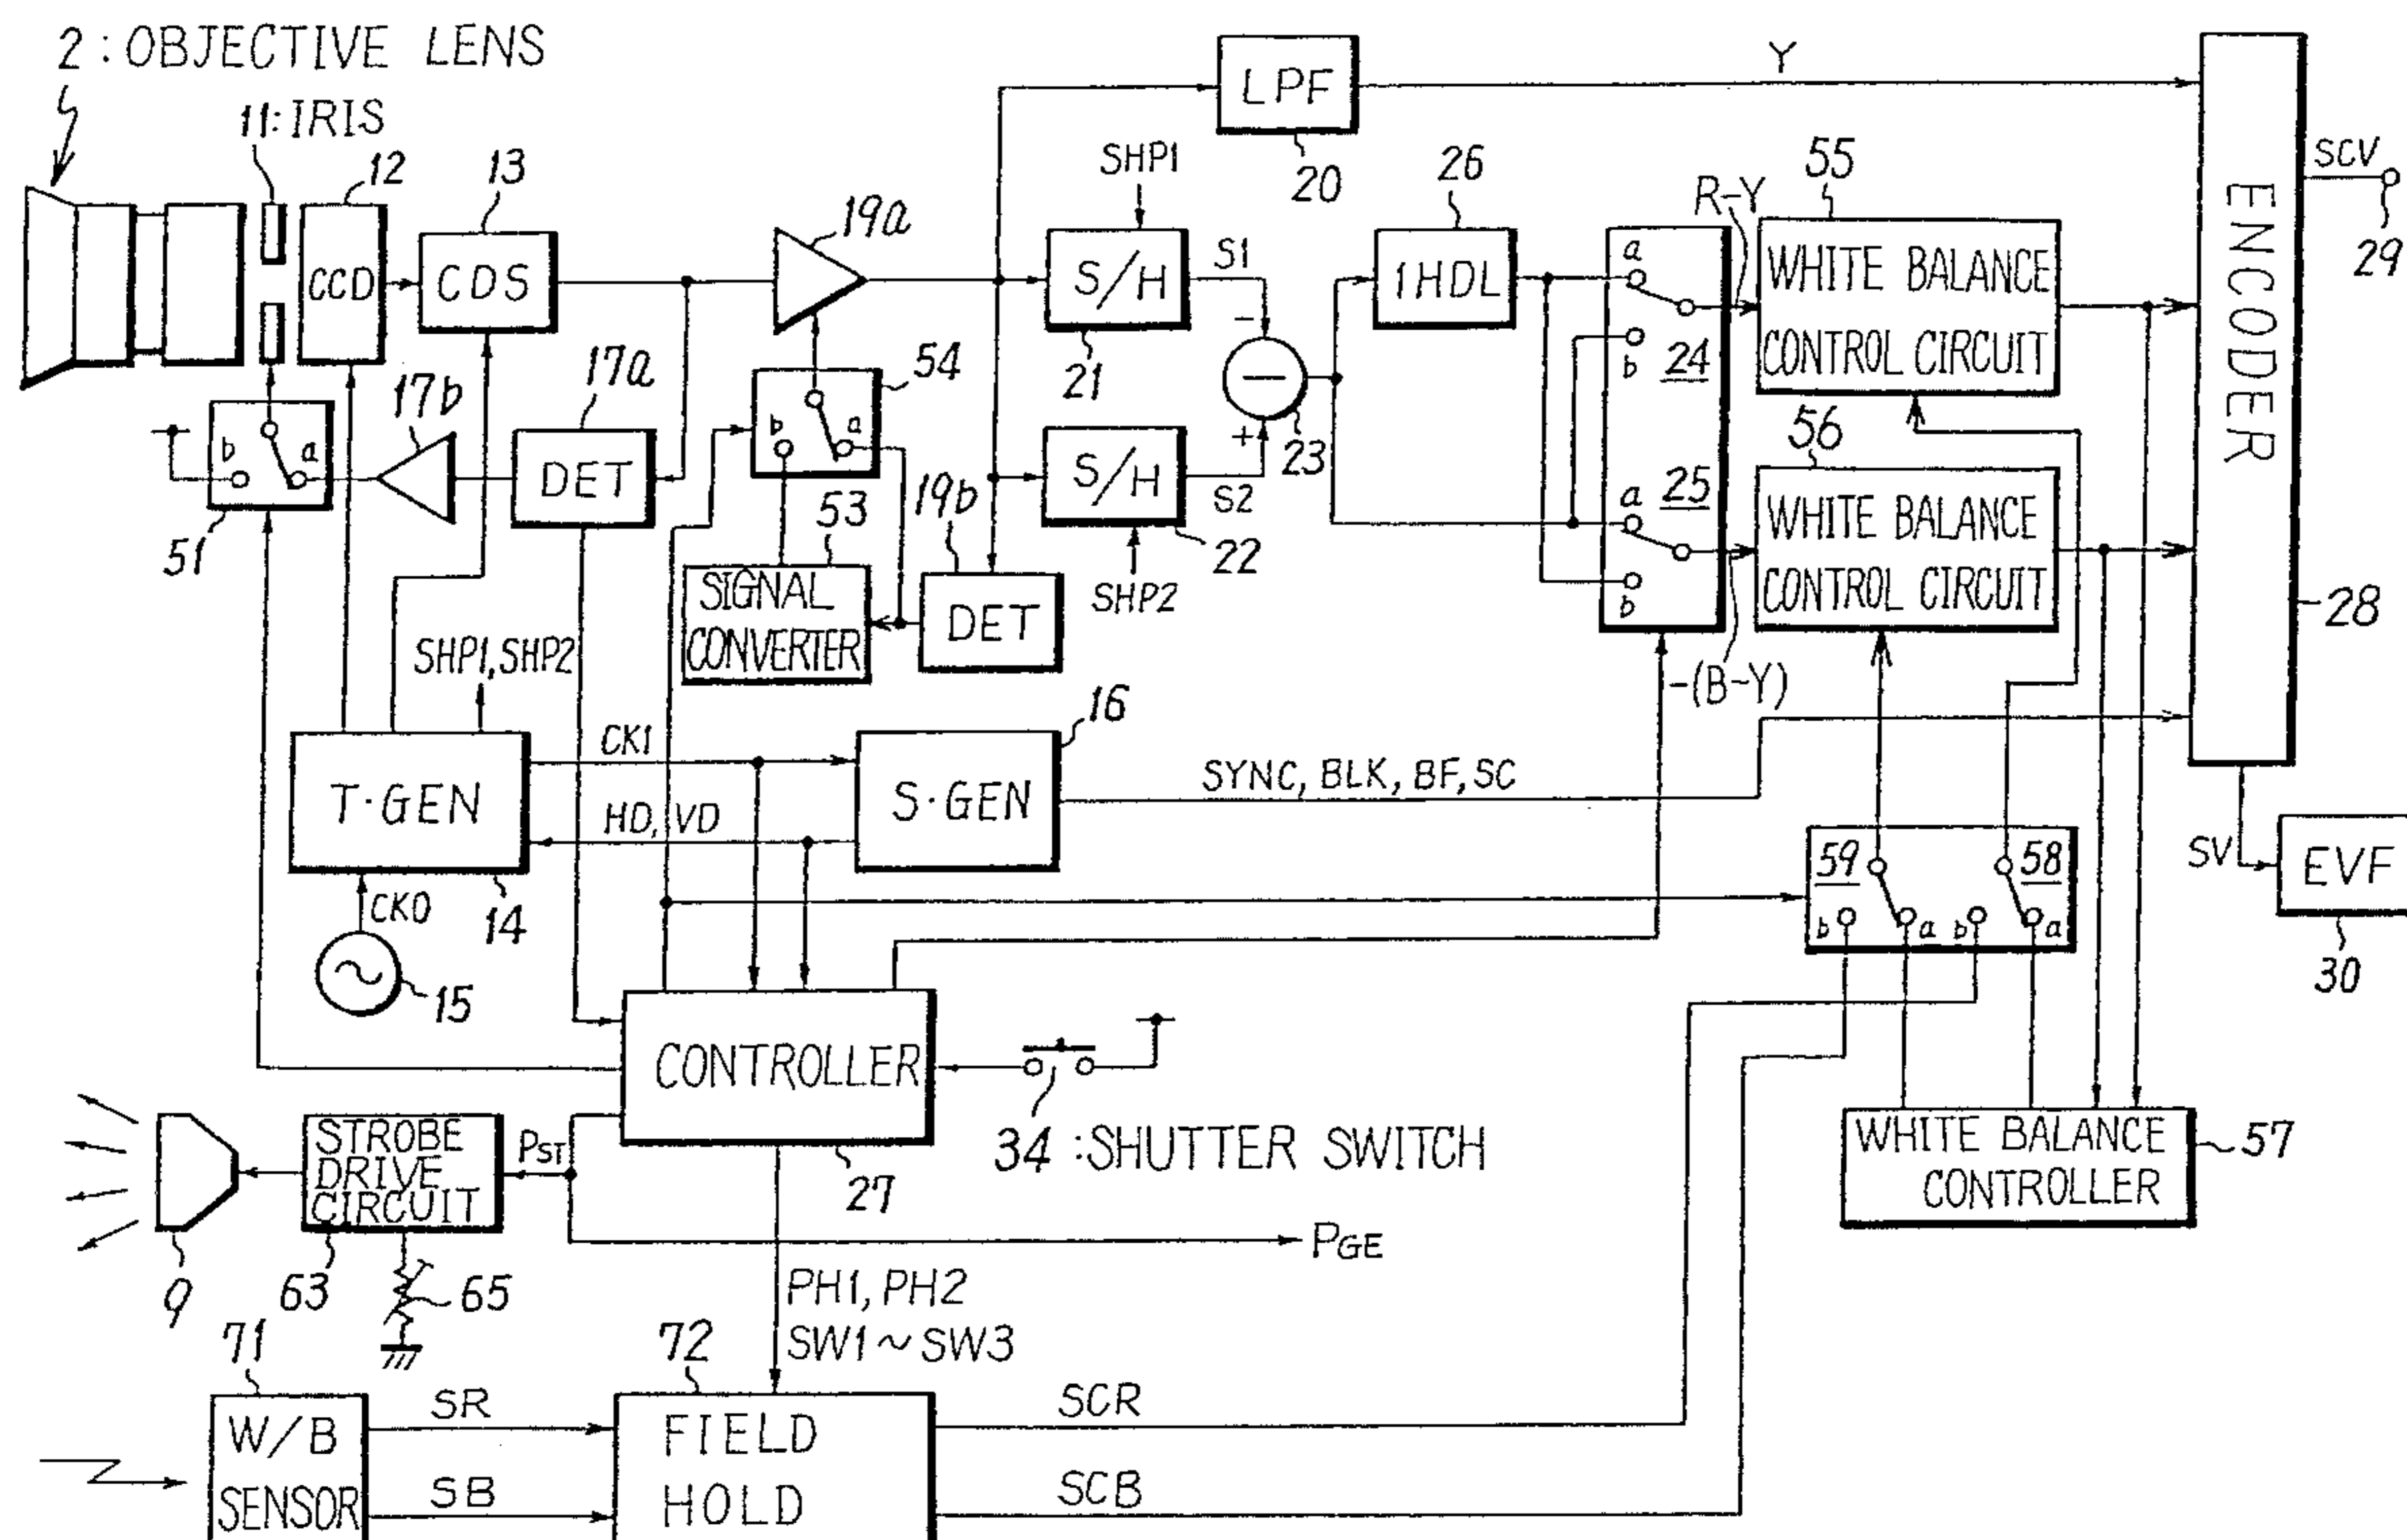 2 : OBJECTIVE LENS
11: IRIS
12
13
CCD
CDS
19a
LPF
20
Y
SHP1
S/H
21
S1
-
23
+
S2
S/H
22
SHP2
26
1HDL
a
b
24
a
b
25
R-Y
-(B-Y)
55
WHITE BALANCE
CONTROL CIRCUIT
56
WHITE BALANCE
CONTROL CIRCUIT
ENCODER
28
SCV
29
17b
17a
DET
54
b
a
b
a
51
53
SIGNAL
CONVERTER
19b
DET
SHP1, SHP2
T·GEN
14
CK0
15
CK1
HD, VD
16
S·GEN
SYNC, BLK, BF, SC
59
58
b
a
b
a
SV
EVF
30
CONTROLLER
27
34 : SHUTTER SWITCH
WHITE BALANCE
CONTROLLER
57
9
STROBE
DRIVE
CIRCUIT
63
PST
65
PGE
PH1, PH2
SW1 ~ SW3
71
W/B
SENSOR
SR
SB
72
FIELD
HOLD
SCR
SCB